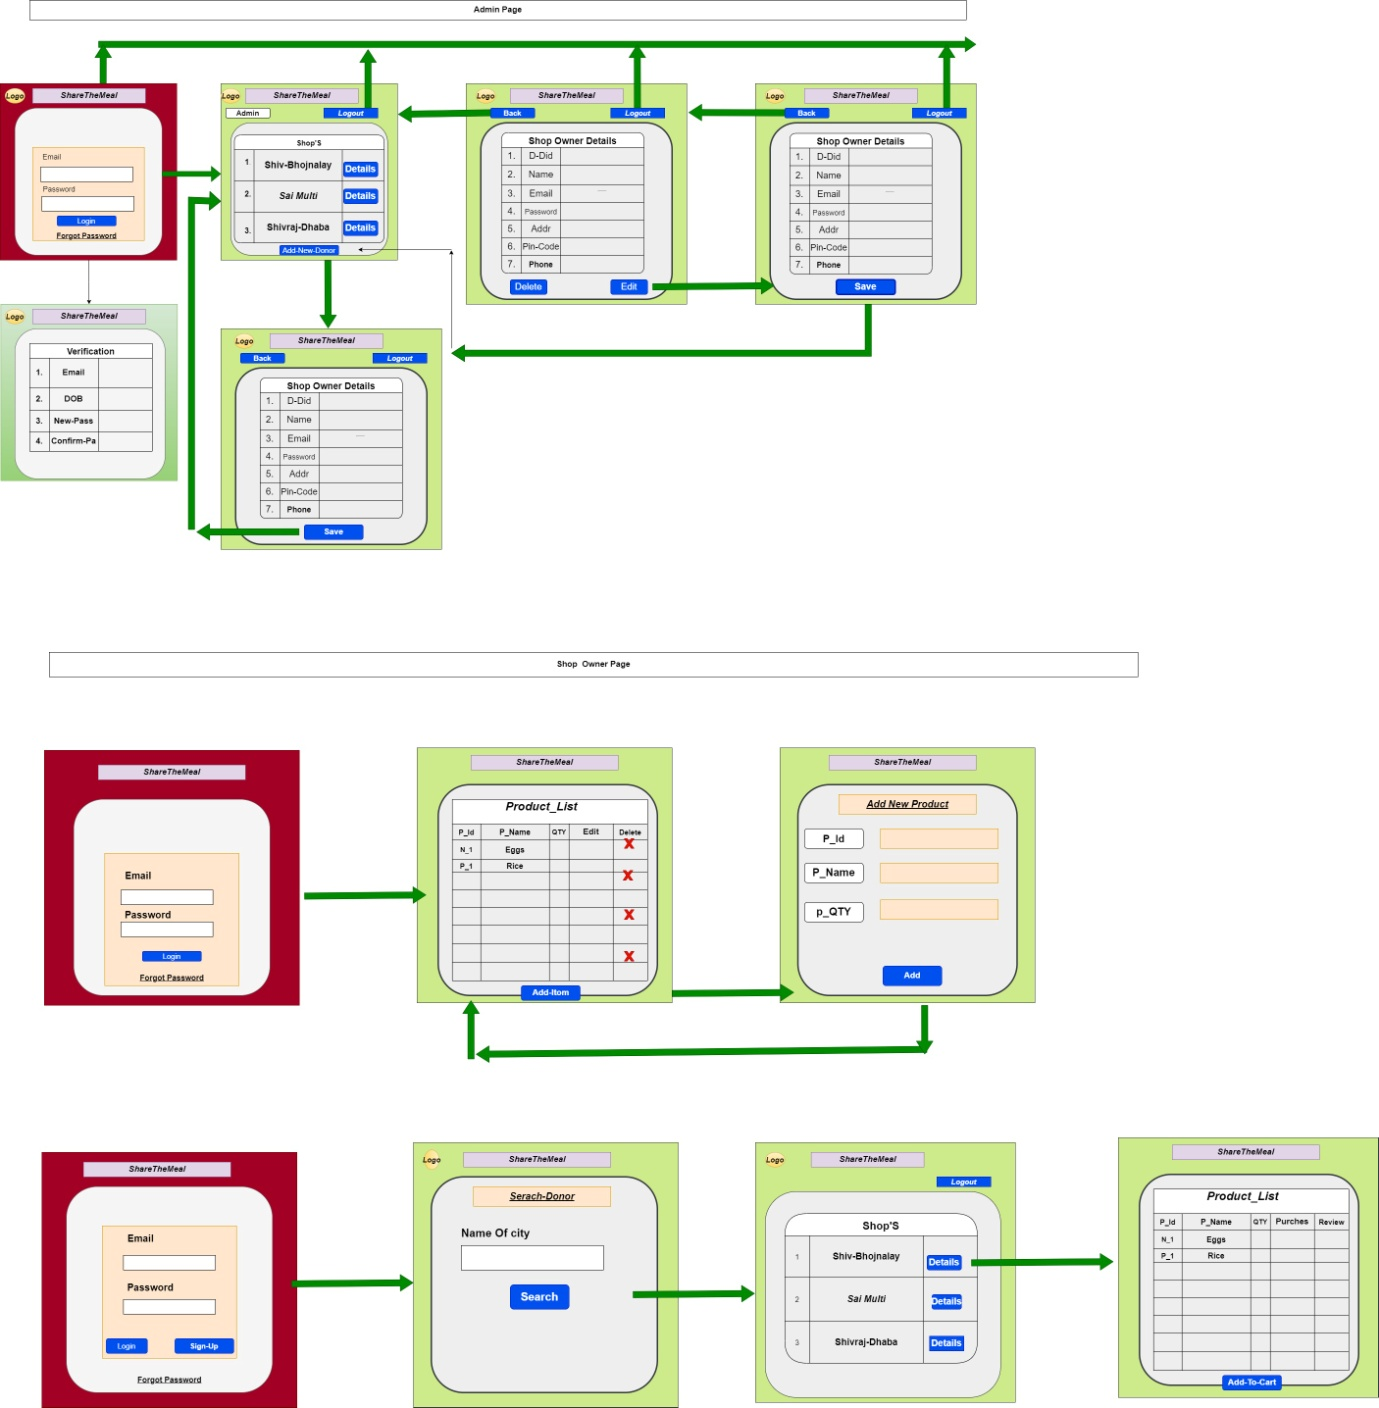 Admin Page
Logo
ShareTheMeal
Email
Password
Login
Forgot Password
Logo
ShareTheMeal
Admin
Logout
Shop'S
1 Shiv-Bhojnalay Details
2. Sai Multi Details
3. Shivraj-Dhaba Details
Add-New-Donor
Logo
ShareTheMeal
Back
Logout
Shop Owner Details
1. D-Did
2. Name
3. Email
4. Password
5. Addr
6. Pin-Code
7. Phone
Delete
Edit
Logo
ShareTheMeal
Back
Logout
Shop Owner Details
1. D-Did
2. Name
3. Email
4. Password
5. Addr
6. Pin-Code
7. Phone
Save
Logo
ShareTheMeal
Verification
1. Email
2. DOB
3. New-Pass
4. Confirm-Pa
Logo
ShareTheMeal
Back
Logout
Shop Owner Details
1. D-Did
2. Name
3. Email
4. Password
5. Addr
6. Pin-Code
7. Phone
Save
Shop Owner Page
ShareTheMeal
Email
Password
Login
Forgot Password
ShareTheMeal
Product_List
P_Id P_Name QTY Edit Delete
N_1 Eggs X
P_1 Rice
X
X
X
Add-Itom
ShareTheMeal
Add New Product
P_Id
P_Name
p_QTY
Add
ShareTheMeal
Email
Password
Login
Sign-Up
Forgot Password
Logo
ShareTheMeal
Serach-Donor
Name Of city
Search
Logo
ShareTheMeal
Logout
Shop'S
1 Shiv-Bhojnalay Details
2 Sai Multi Details
3 Shivraj-Dhaba Details
ShareTheMeal
Product_List
P_Id P_Name QTY Purches Review
N_1 Eggs
P_1 Rice
Add-To-Cart